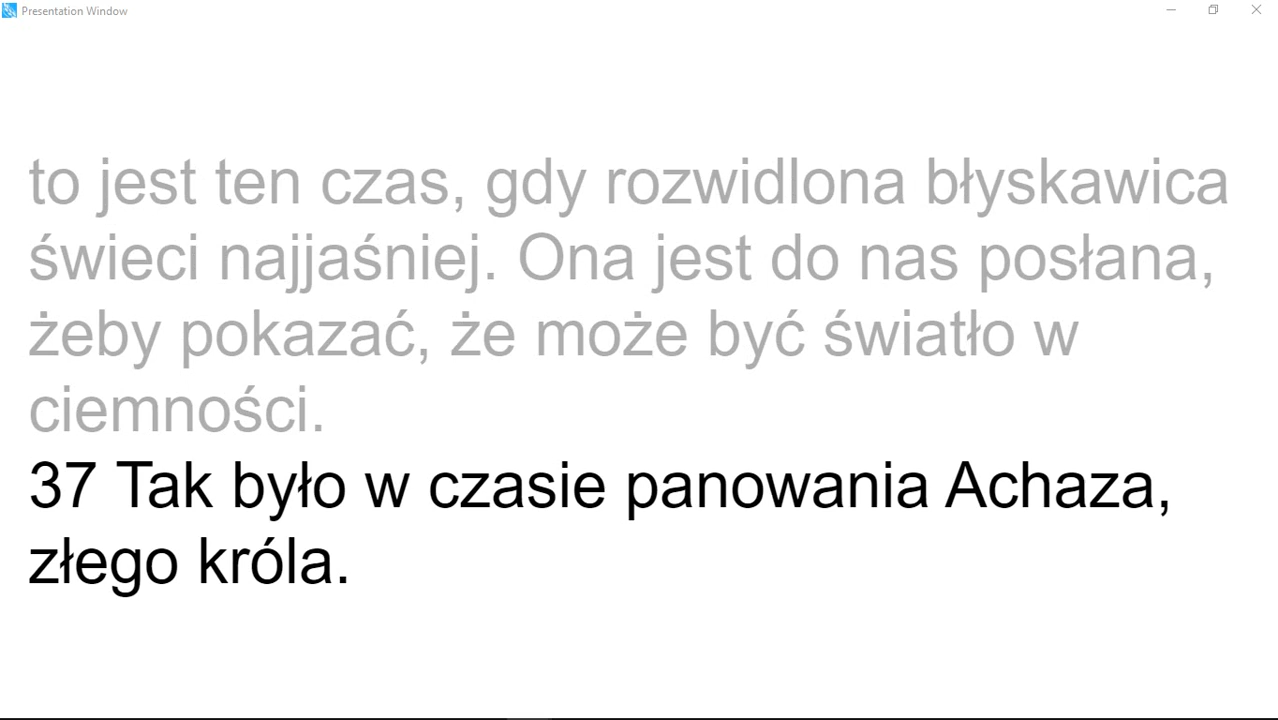 Presentation Window
to jest ten czas, gdy rozwidlona błyskawica
świeci najjaśniej. Ona jest do nas posłana,
żeby pokazać, że może być światło w
ciemności.
37 Tak było w czasie panowania Achaza,
złego króla.